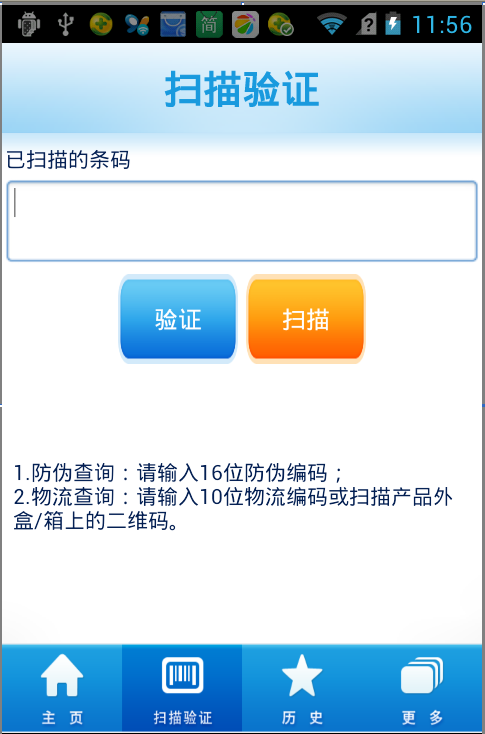 简 11:56
扫描验证
已扫描的条码
验证 扫描
1.防伪查询：请输入16位防伪编码；
2.物流查询：请输入10位物流编码或扫描产品外
盒/箱上的二维码。
主 页 扫描验证 历 史 更 多